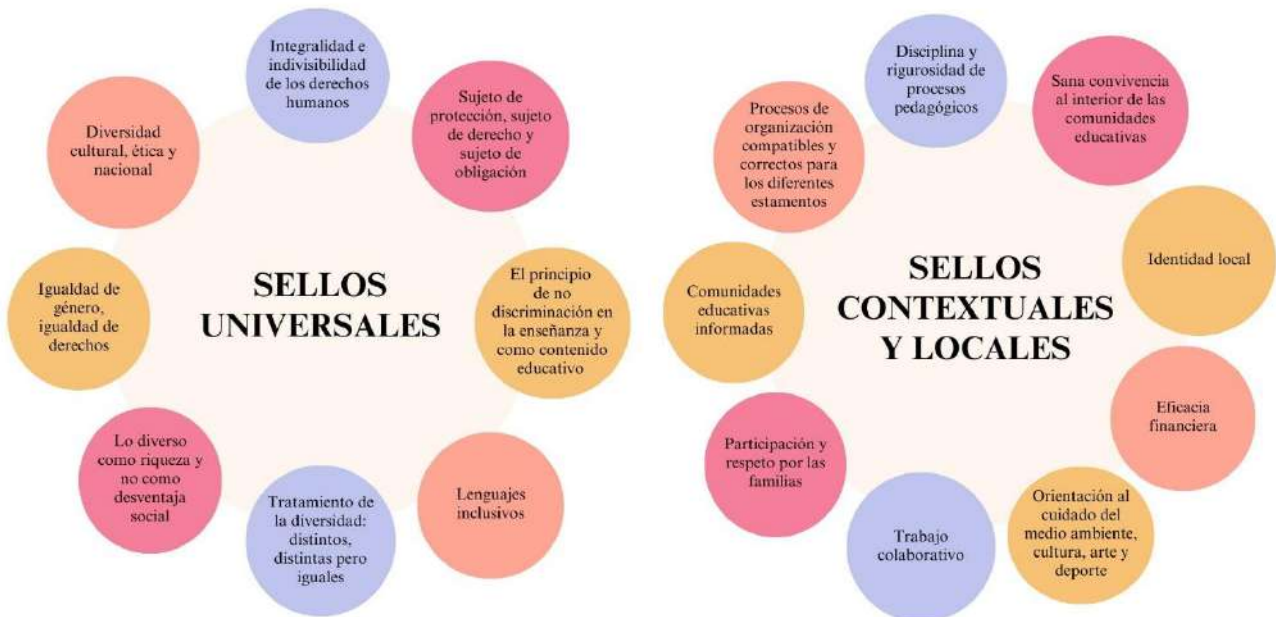 SELLOS
UNIVERSALES
Integralidad e
indivisibilidad
de los derechos
humanos
Sujeto de
protección, sujeto
de derecho y
sujeto de
obligación
El principio
de no
discriminación en
la enseñanza y
como contenido
educativo
Lenguajes
inclusivos
Tratamiento de
la diversidad:
distintos,
distintas pero
iguales
Lo diverso
como riqueza y
no como
desventaja
social
Igualdad de
género,
igualdad de
derechos
Diversidad
cultural, ética y
nacional
SELLOS
CONTEXTUALES
Y LOCALES
Disciplina y
rigurosidad de
procesos
pedagógicos
Sana convivencia
al interior de las
comunidades
educativas
Identidad local
Eficacia
financiera
Orientación al
cuidado del
medio ambiente,
cultura, arte y
deporte
Trabajo
colaborativo
Participación y
respeto por las
familias
Comunidades
educativas
informadas
Procesos de
organización
compatibles y
correctos para
los diferentes
estamentos